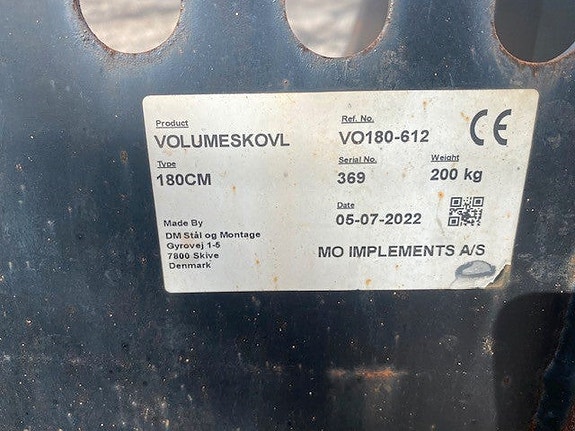 Product
VOLUMESKOVL
Ref. No.
VO180-612
CE
Type
180CM
Serial No.
369
Weight
200 kg
Date
05-07-2022
Made By
DM Stål og Montage
Gyrovej 1-5
7800 Skive
Denmark
MO IMPLEMENTS A/S